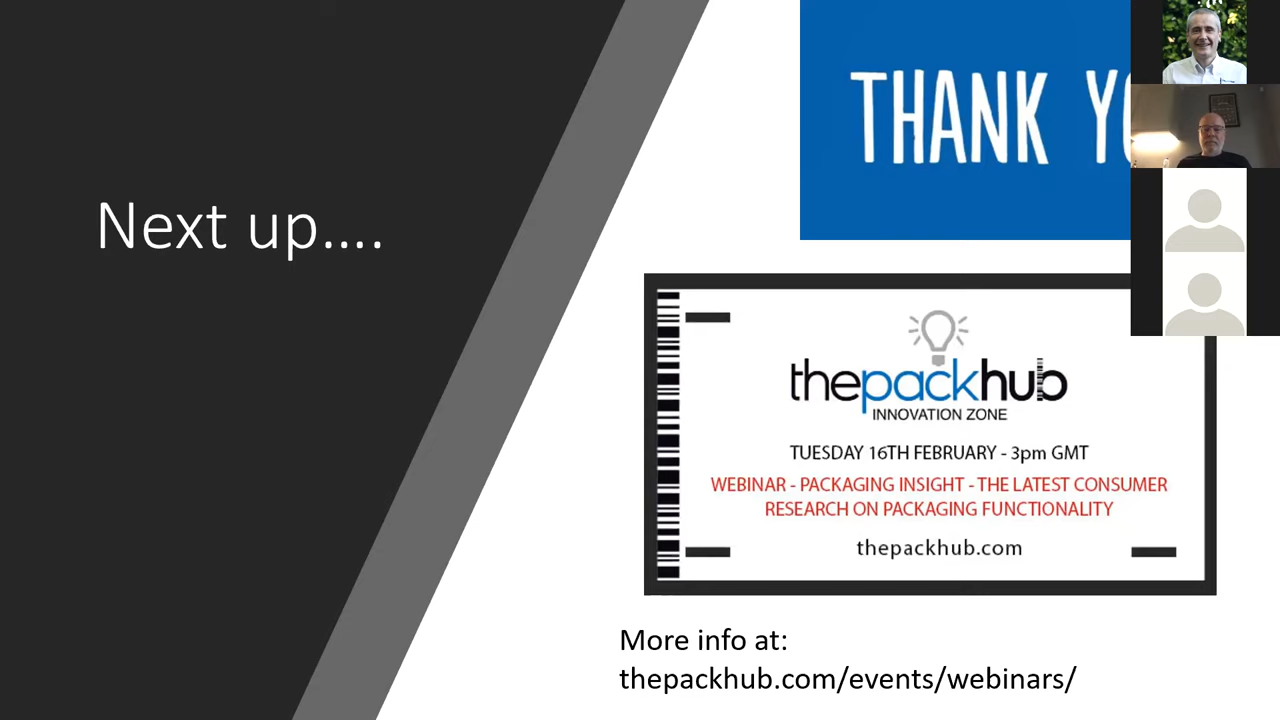 THANK
Next up....
thepackhub
INNOVATION ZONE
TUESDAY 16TH FEBRUARY - 3pm GMT
WEBINAR - PACKAGING INSIGHT - THE LATEST CONSUMER
RESEARCH ON PACKAGING FUNCTIONALITY
thepackhub.com
More info at:
thepackhub.com/events/webinars/